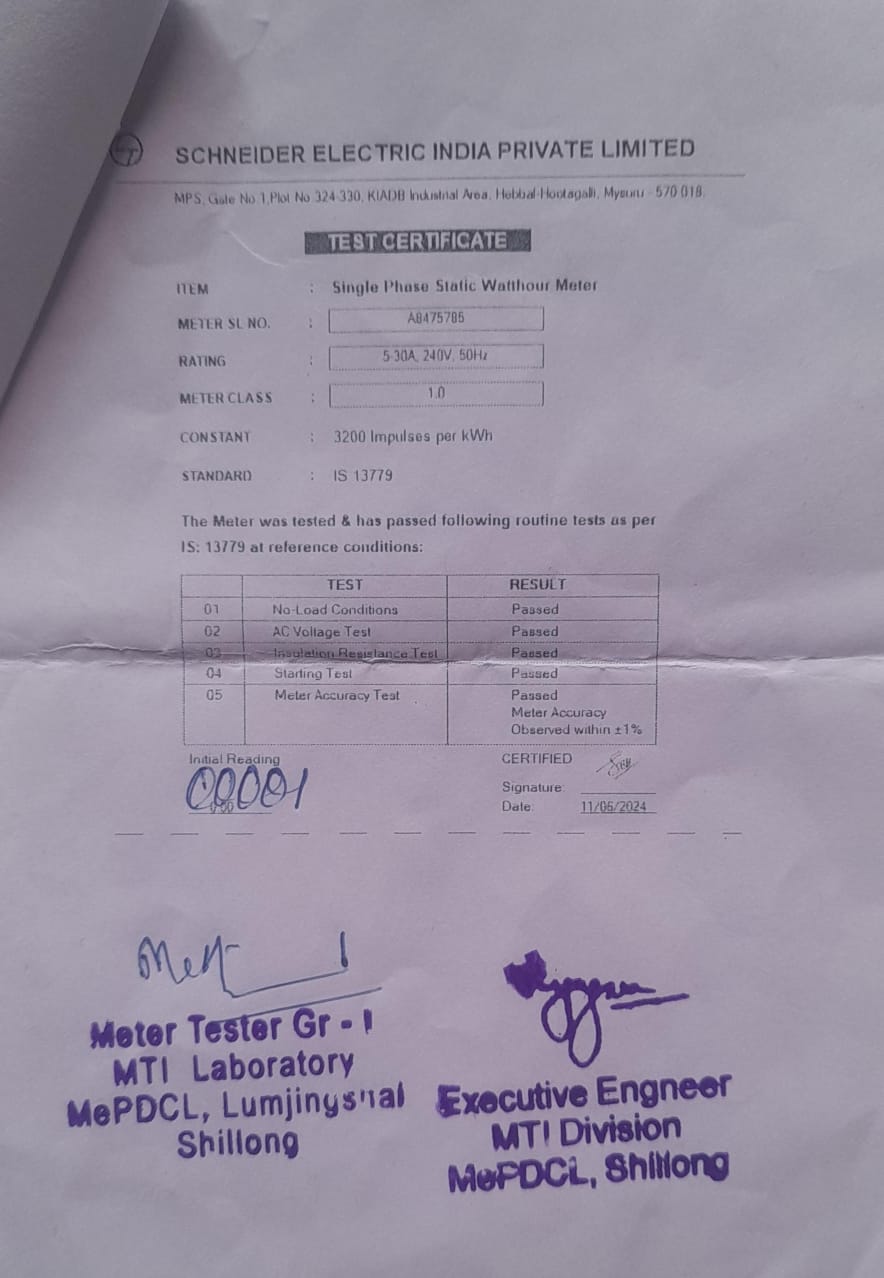 SCHNEIDER ELECTRIC INDIA PRIVATE LIMITED
MPS, Gate No 1,Plot No 324-330, KIADB Industrial Area, Hebbal-Hootagalli, Mysuru - 570 018.
TEST CERTIFICATE
ITEM : Single Phase Static Watthour Meter
METER SL NO. : A8475785
RATING : 5-30A, 240V, 50Hz
METER CLASS : 1.0
CONSTANT : 3200 Impulses per kWh
STANDARD : IS 13779
The Meter was tested & has passed following routine tests as per
IS: 13779 at reference conditions:
TEST RESULT
01 No-Load Conditions Passed
02 AC Voltage Test Passed
03 Insulation Resistance Test Passed
04 Starting Test Passed
05 Meter Accuracy Test Passed
Meter Accuracy
Observed within ±1%
Initial Reading CERTIFIED
00001
Signature:
Date: 11/06/2024
Meter Tester Gr - I
MTI Laboratory
MePDCL, Lumjingshai
Shillong
Executive Engneer
MTI Division
MePDCL, Shillong